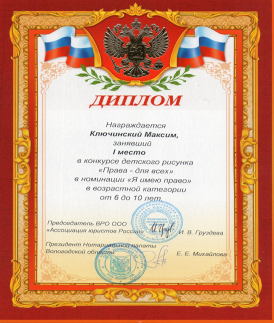 ДИПЛОМ
Награждается
Ключинский Максим,
занявший
I место
в конкурсе детского рисунка
«Права - для всех»
в номинации «Я имею право»
в возрастной категории
от 6 до 10 лет.
Председатель ВРО ООО
«Ассоциация юристов России»
И. В. Груздева
Президент Нотариальной палаты
Вологодской области
Е. Е. Михайлова